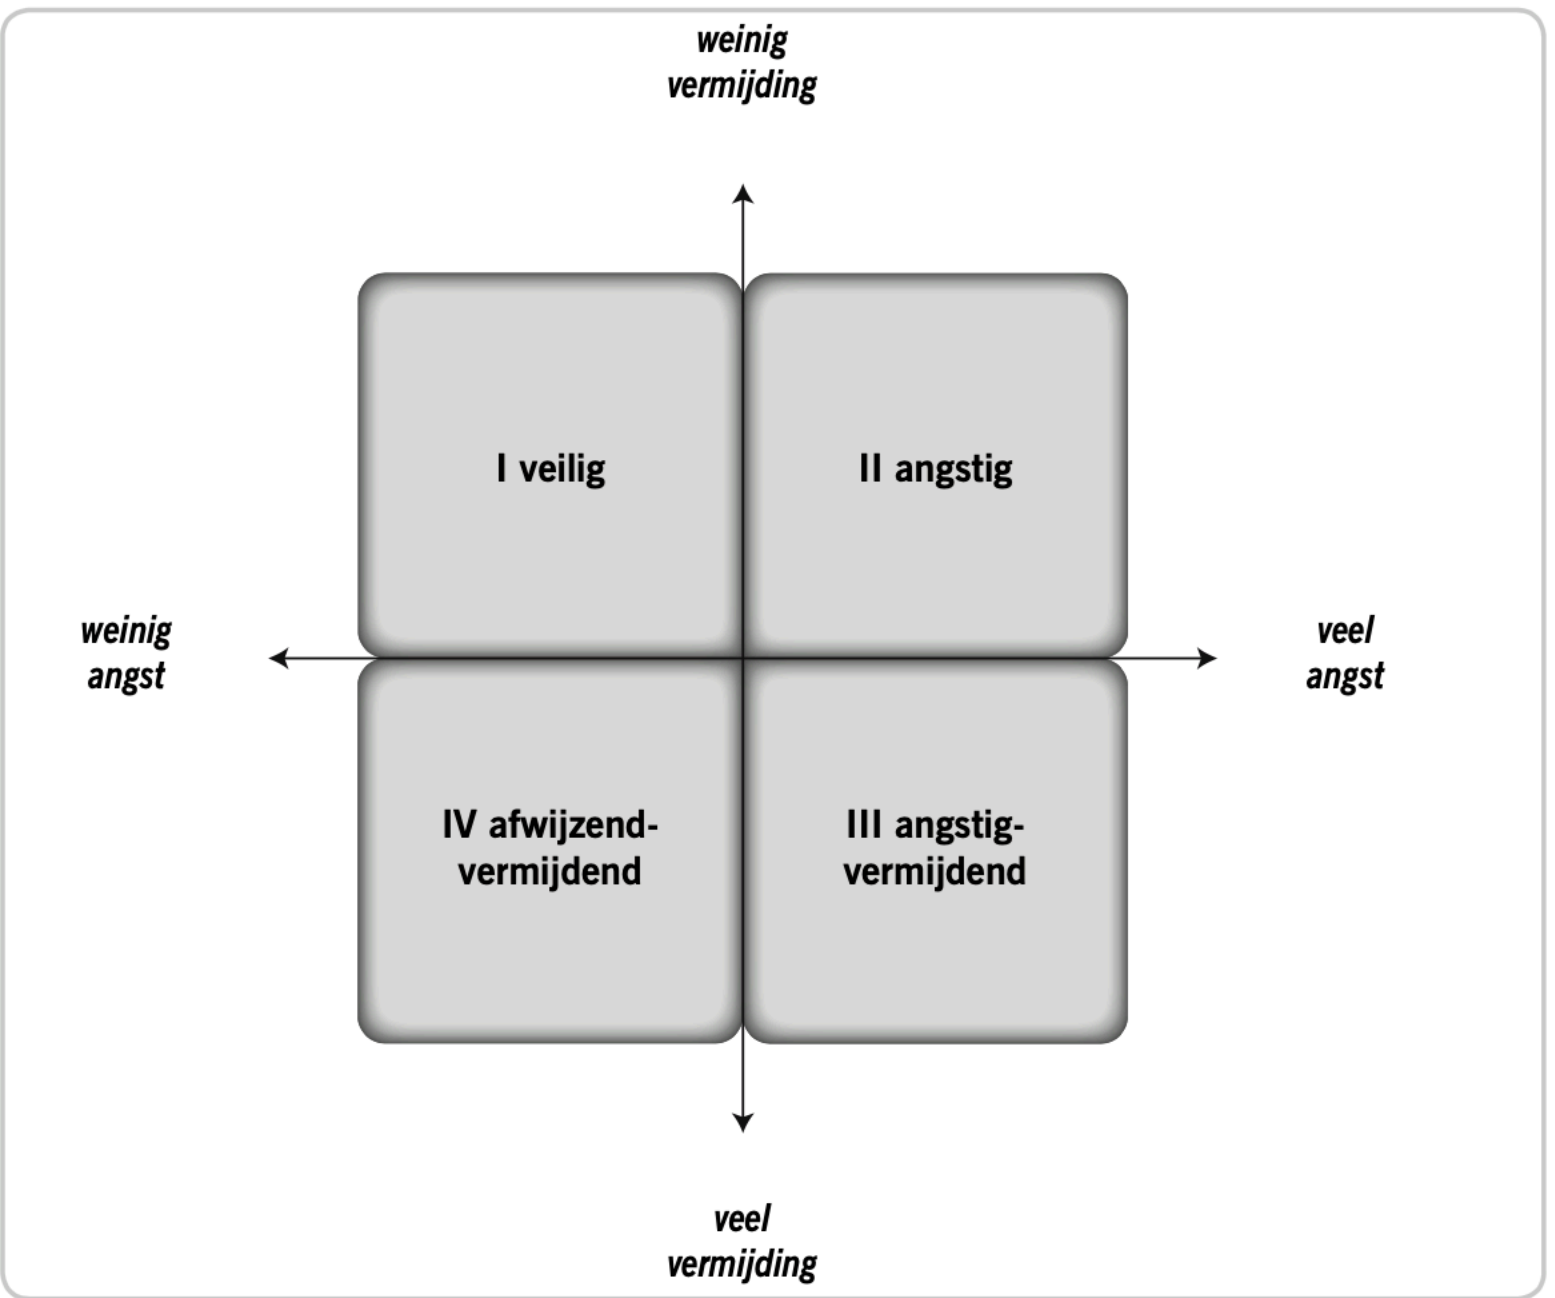 weinig
vermijding
I veilig
II angstig
weinig
angst
veel
angst
IV afwijzend-
vermijdend
III angstig-
vermijdend
veel
vermijding